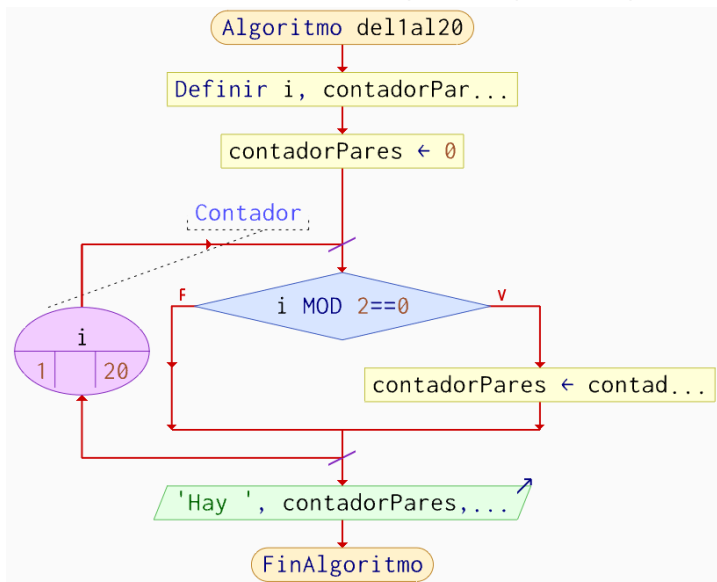 Algoritmo del1al20
Definir i, contadorPar...
contadorPares ← 0
Contador
F
i MOD 2==0
V
i
1 20
contadorPares ← contad...
'Hay ', contadorPares,...
FinAlgoritmo